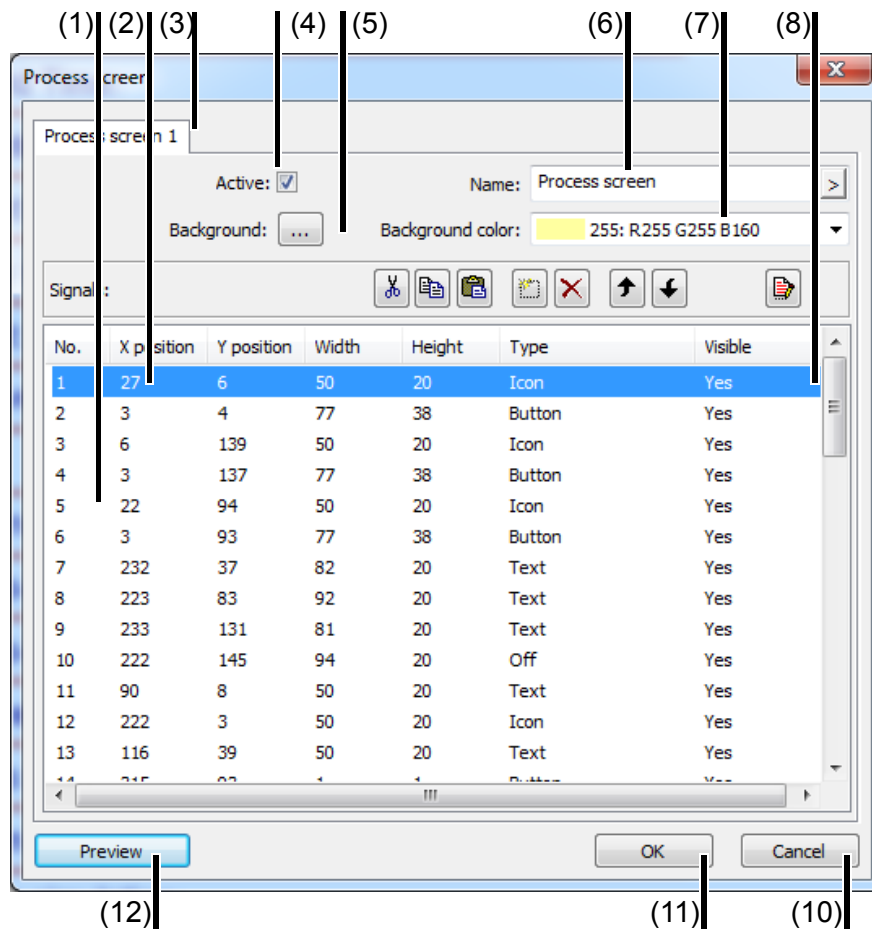 (1) (2) (3) (4) (5) (6) (7) (8)
Process screen
Process screen 1
Active: Name: Process screen >
Background: ... Background color: 255: R255 G255 B160
Signals:
No. X position Y position Width Height Type Visible
1 27 6 50 20 Icon Yes
2 3 4 77 38 Button Yes
3 6 139 50 20 Icon Yes
4 3 137 77 38 Button Yes
5 22 94 50 20 Icon Yes
6 3 93 77 38 Button Yes
7 232 37 82 20 Text Yes
8 223 83 92 20 Text Yes
9 233 131 81 20 Text Yes
10 222 145 94 20 Off Yes
11 90 8 50 20 Text Yes
12 222 3 50 20 Icon Yes
13 116 39 50 20 Text Yes
14 Button Yes
Preview OK Cancel
(12) (11) (10)